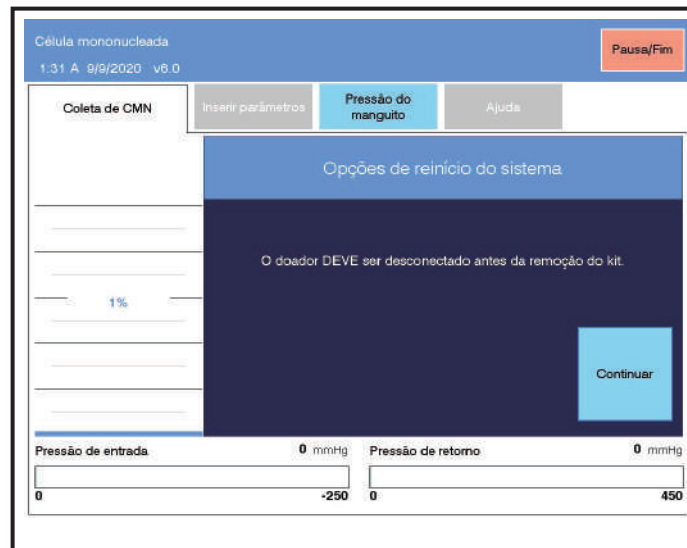 Célula mononucleada
Pausa/Fim
1:31 A 9/9/2020 v6.0
Coleta de CMN
Inserir parâmetros
Pressão do
manguito
Ajuda
Opções de reinício do sistema
O doador DEVE ser desconectado antes da remoção do kit.
1%
Continuar
Pressão de entrada 0 mmHg Pressão de retorno 0 mmHg
0 -250 0 450